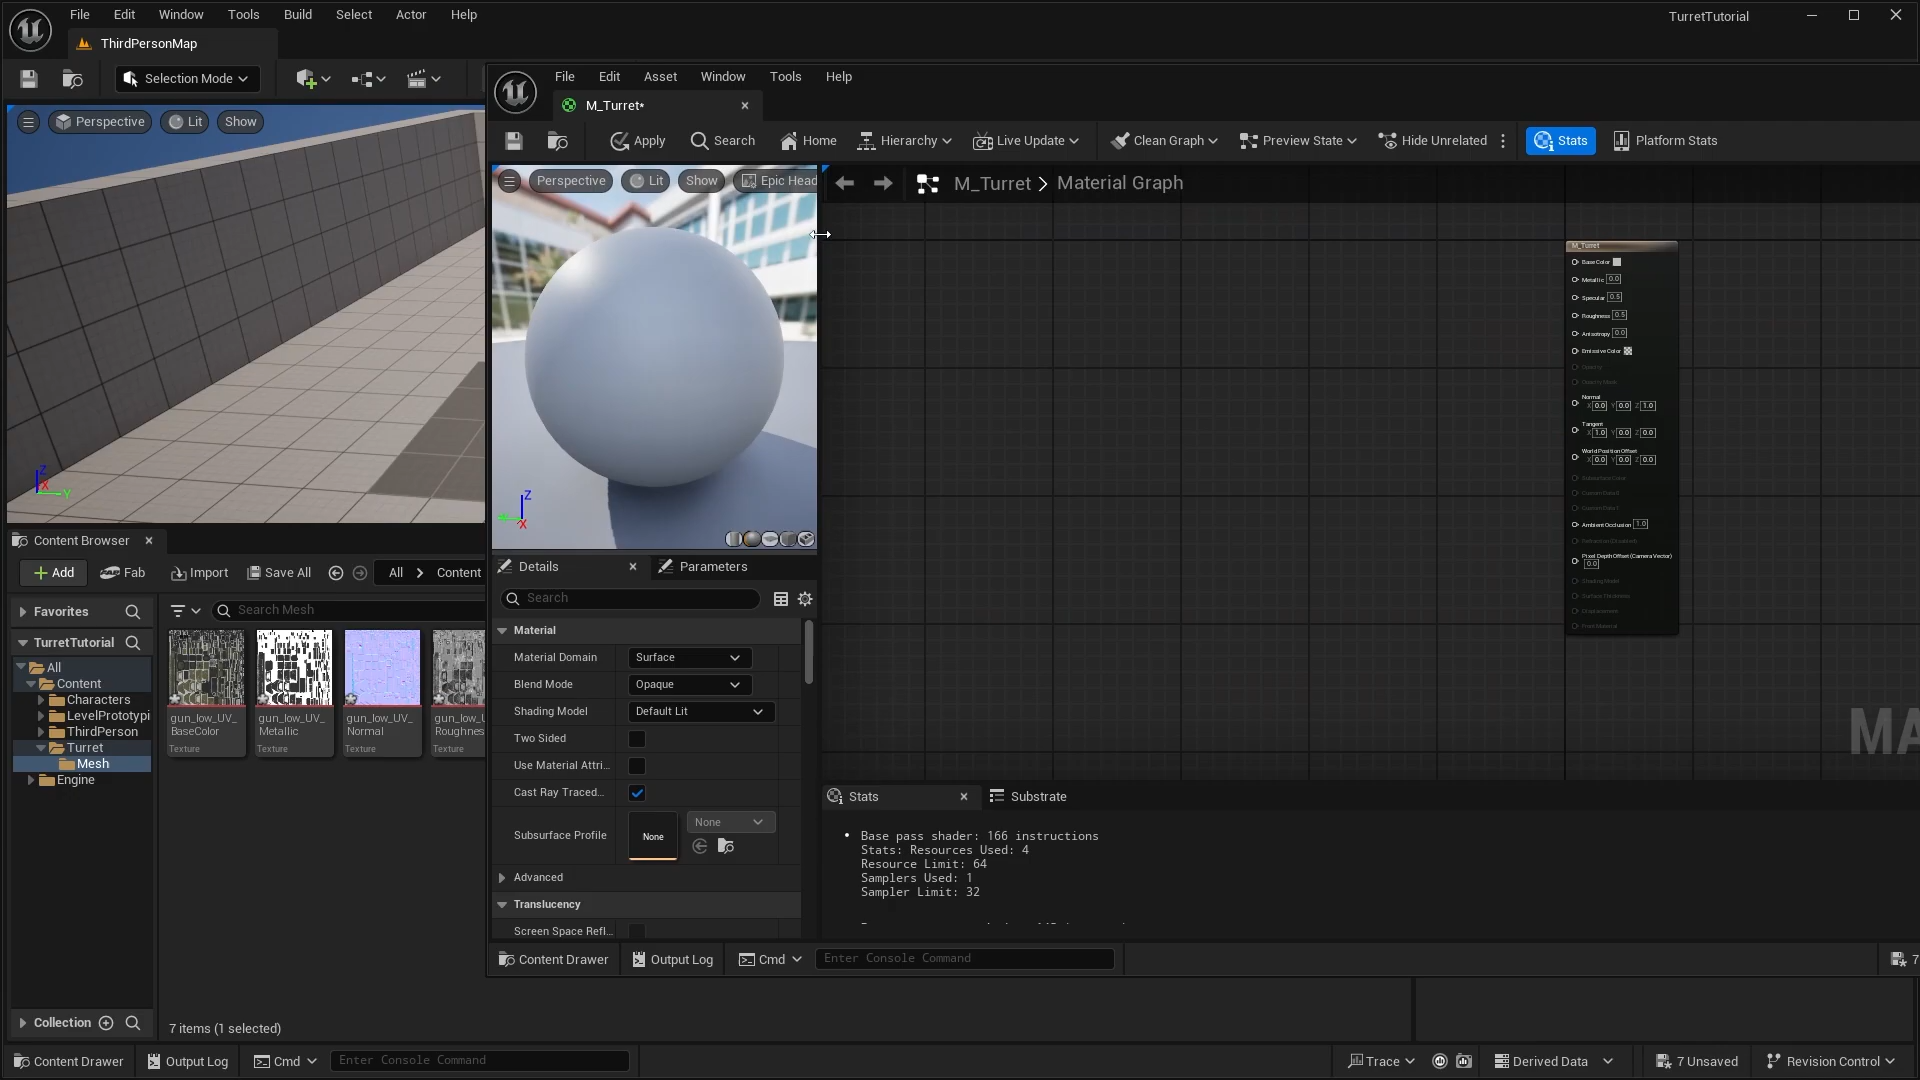 File Edit Window Tools Build Select Actor Help
TurretTutorial
ThirdPersonMap
Selection Mode
Perspective Lit Show
File Edit Asset Window Tools Help
M_Turret*
Apply Search Home Hierarchy Live Update Clean Graph Preview State Hide Unrelated Stats Platform Stats
Perspective Lit Show Epic Head
M_Turret > Material Graph
M_Turret
Base Color
Metallic 0.0
Specular 0.5
Roughness 0.5
Anisotropy 0.0
Emissive Color
Opacity
Opacity Mask
Normal
X 0.0 Y 0.0 Z 1.0
Tangent
X 1.0 Y 0.0 Z 0.0
World Position Offset
X 0.0 Y 0.0 Z 0.0
Subsurface Color
Ambient Occlusion 1.0
Refraction (Disabled)
Pixel Depth Offset (Camera Vector)
0.0
Shading Model
Surface Thickness
Displacement
Front Material
MA
Z
X
Y
Z
X
Content Browser
Add Fab Import Save All All > Content
Favorites
Search Mesh
TurretTutorial
All
Content
Characters
LevelPrototypi
ThirdPerson
Turret
Mesh
Engine
gun_low_UV_
BaseColor
Texture
gun_low_UV_
Metallic
Texture
gun_low_UV_
Normal
Texture
gun_low_U
Roughnes
Texture
Collection
7 items (1 selected)
Details Parameters
Search
Material
Material Domain Surface
Blend Mode Opaque
Shading Model Default Lit
Two Sided
Use Material Attri...
Cast Ray Traced...
Subsurface Profile None None
Advanced
Translucency
Screen Space Refl...
Stats Substrate
• Base pass shader: 166 instructions
Stats: Resources Used: 4
Resource Limit: 64
Samplers Used: 1
Sampler Limit: 32
Content Drawer Output Log Cmd Enter Console Command 7
Content Drawer Output Log Cmd Enter Console Command Trace Derived Data 7 Unsaved Revision Control